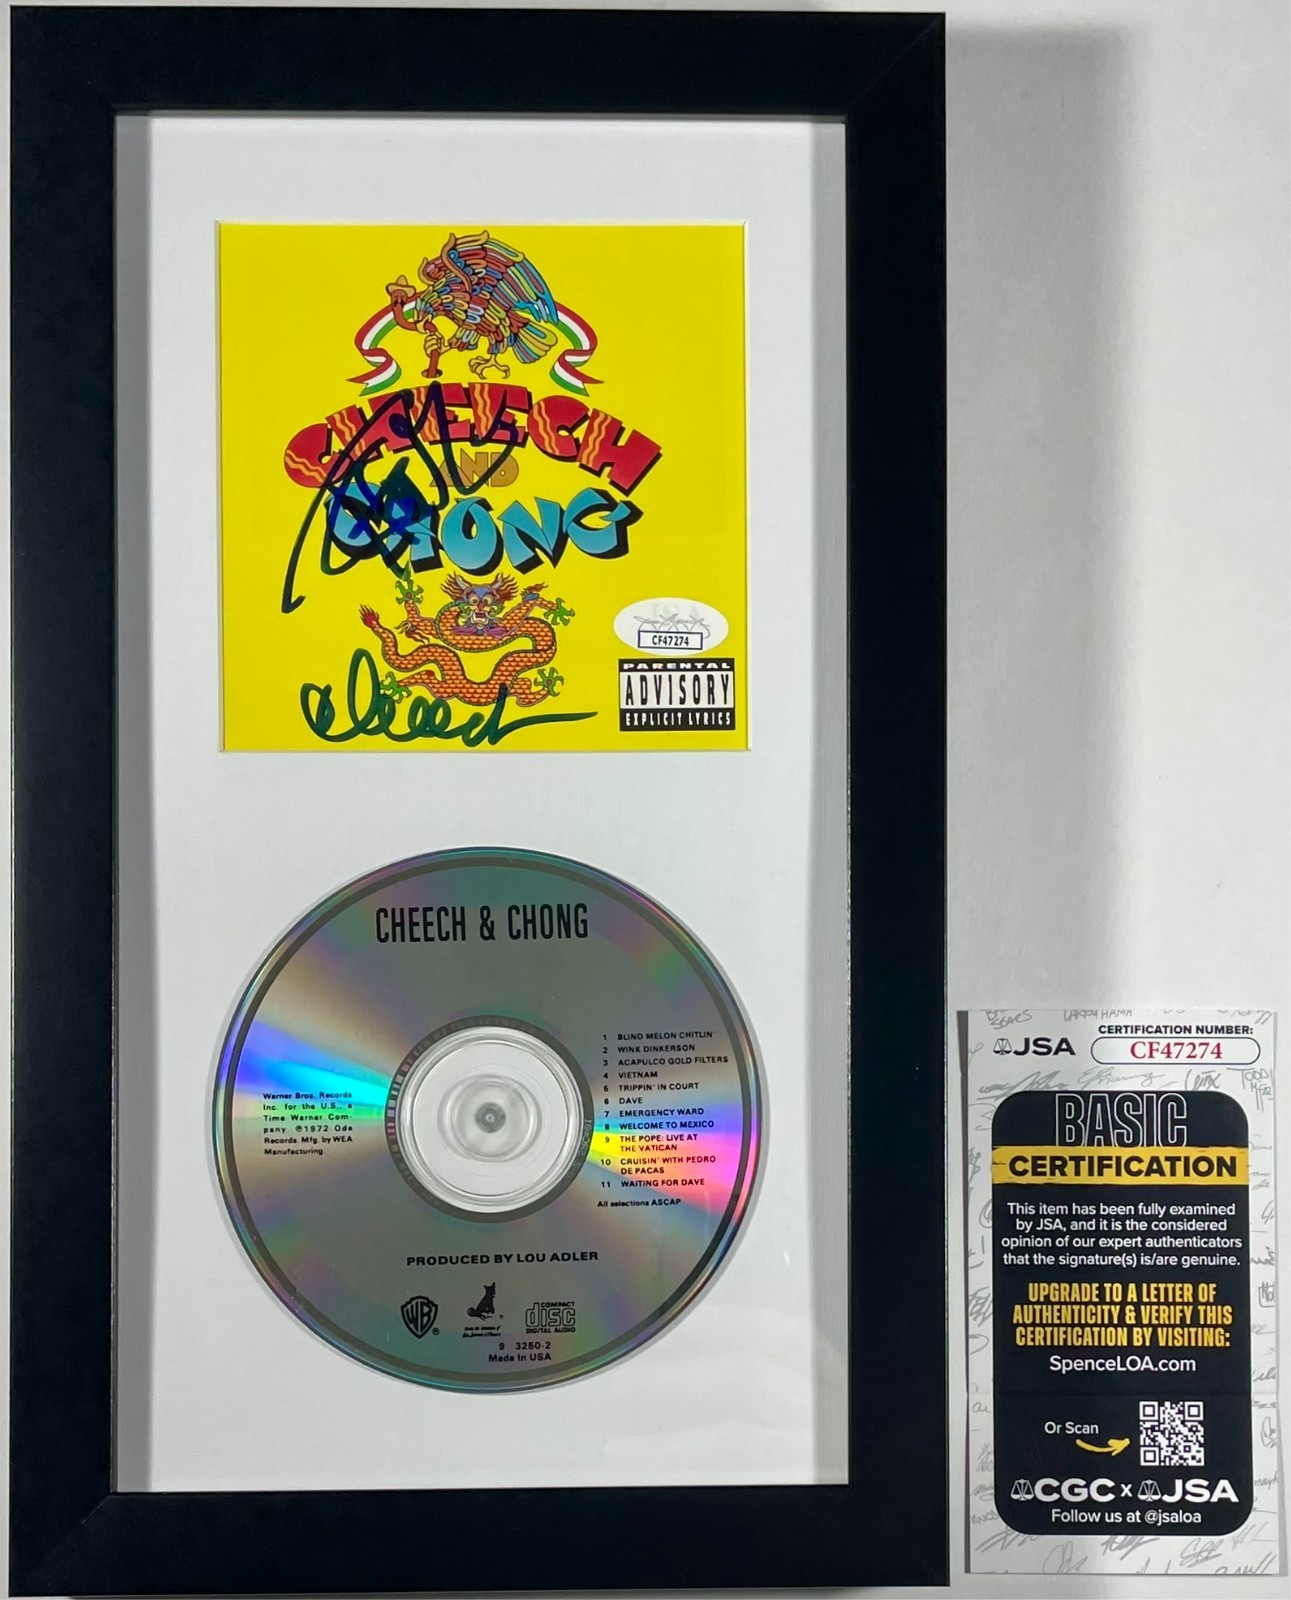 CHEECH
AND
CHONG
Cheech
JSA
CF47274
PARENTAL
ADVISORY
EXPLICIT LYRICS
CHEECH & CHONG
1 BLIND MELON CHITLIN'
2 WINK DINKERSON
3 ACAPULCO GOLD FILTERS
4 VIETNAM
5 TRIPPIN' IN COURT
6 DAVE
7 EMERGENCY WARD
8 WELCOME TO MEXICO
9 THE POPE: LIVE AT
THE VATICAN
10 CRUISIN' WITH PEDRO
DE PACAS
11 WAITING FOR DAVE
All selections ASCAP
Warner Bros. Records
Inc. for the U.S., a
Time Warner Com-
pany. ℗1972 Ode
Records. Mfg. by WEA
Manufacturing.
PRODUCED BY LOU ADLER
WB
COMPACT
disc
DIGITAL AUDIO
9 3250-2
Made in USA
JSA
CERTIFICATION NUMBER:
CF47274
BASIC
CERTIFICATION
This item has been fully examined
by JSA, and it is the considered
opinion of our expert authenticators
that the signature(s) is/are genuine.
UPGRADE TO A LETTER OF
AUTHENTICITY & VERIFY THIS
CERTIFICATION BY VISITING:
SpenceLOA.com
Or Scan
CGC x JSA
Follow us at @jsaloa